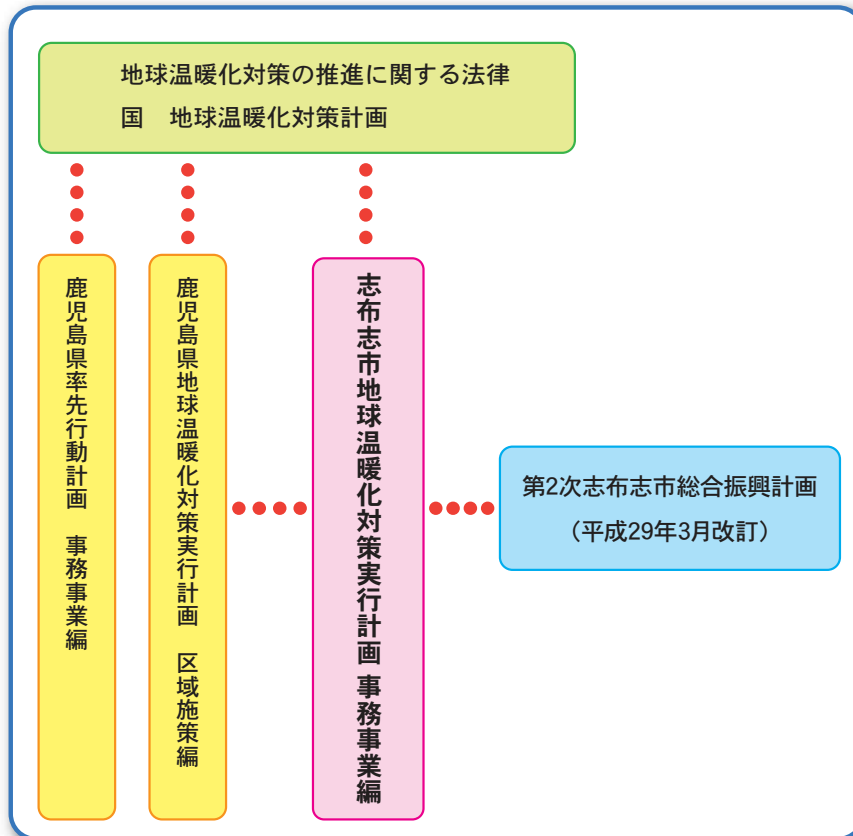 地球温暖化対策の推進に関する法律
国　地球温暖化対策計画
鹿児島県率先行動計画　事務事業編
鹿児島県地球温暖化対策実行計画　区域施策編
志布志市地球温暖化対策実行計画 事務事業編
第2次志布志市総合振興計画
（平成29年3月改訂）